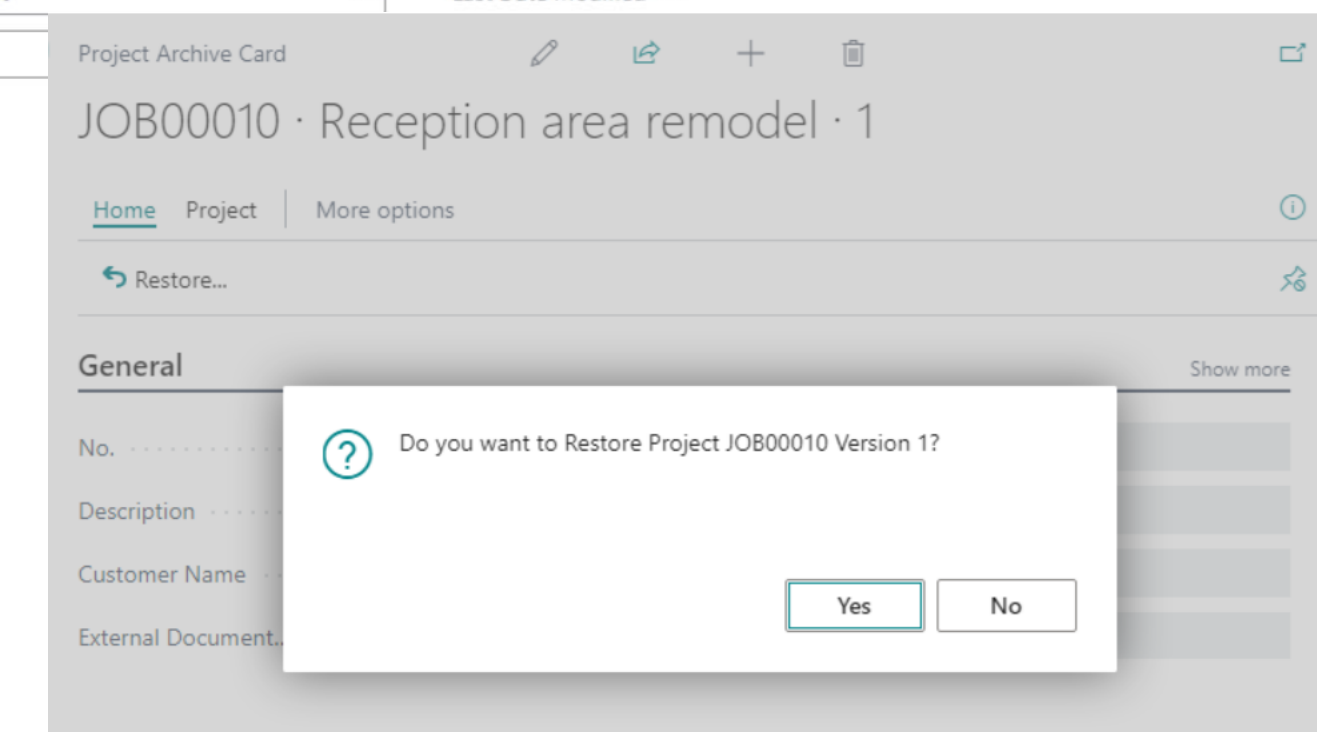 Project Archive Card
JOB00010 · Reception area remodel · 1
Home Project More options
Restore...
General
Show more
No.
Do you want to Restore Project JOB00010 Version 1?
Description
Customer Name
Yes No
External Document...